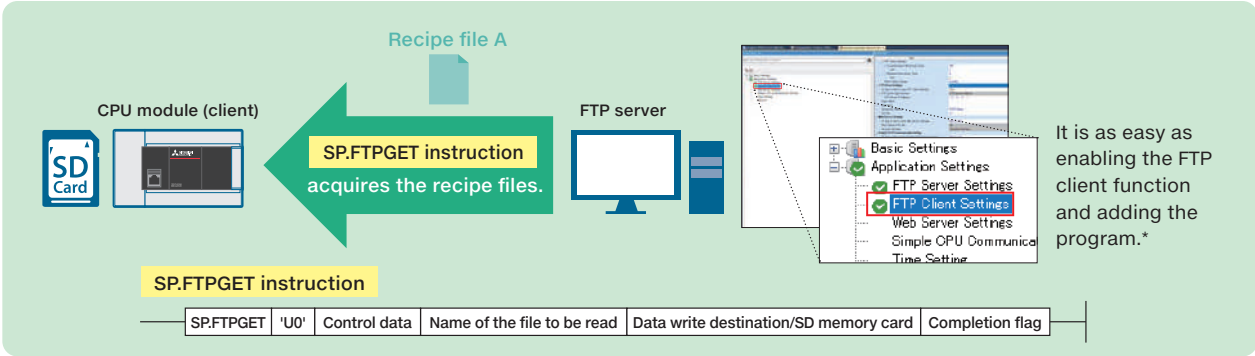 Recipe file A
CPU module (client)
FTP server
SD
Card
SP.FTPGET instruction
acquires the recipe files.
Basic Settings
Application Settings
FTP Server Settings
FTP Client Settings
Web Server Settings
Simple CPU Communica
Time Setting
It is as easy as
enabling the FTP
client function
and adding the
program.*
SP.FTPGET instruction
SP.FTPGET 'U0' Control data Name of the file to be read Data write destination/SD memory card Completion flag